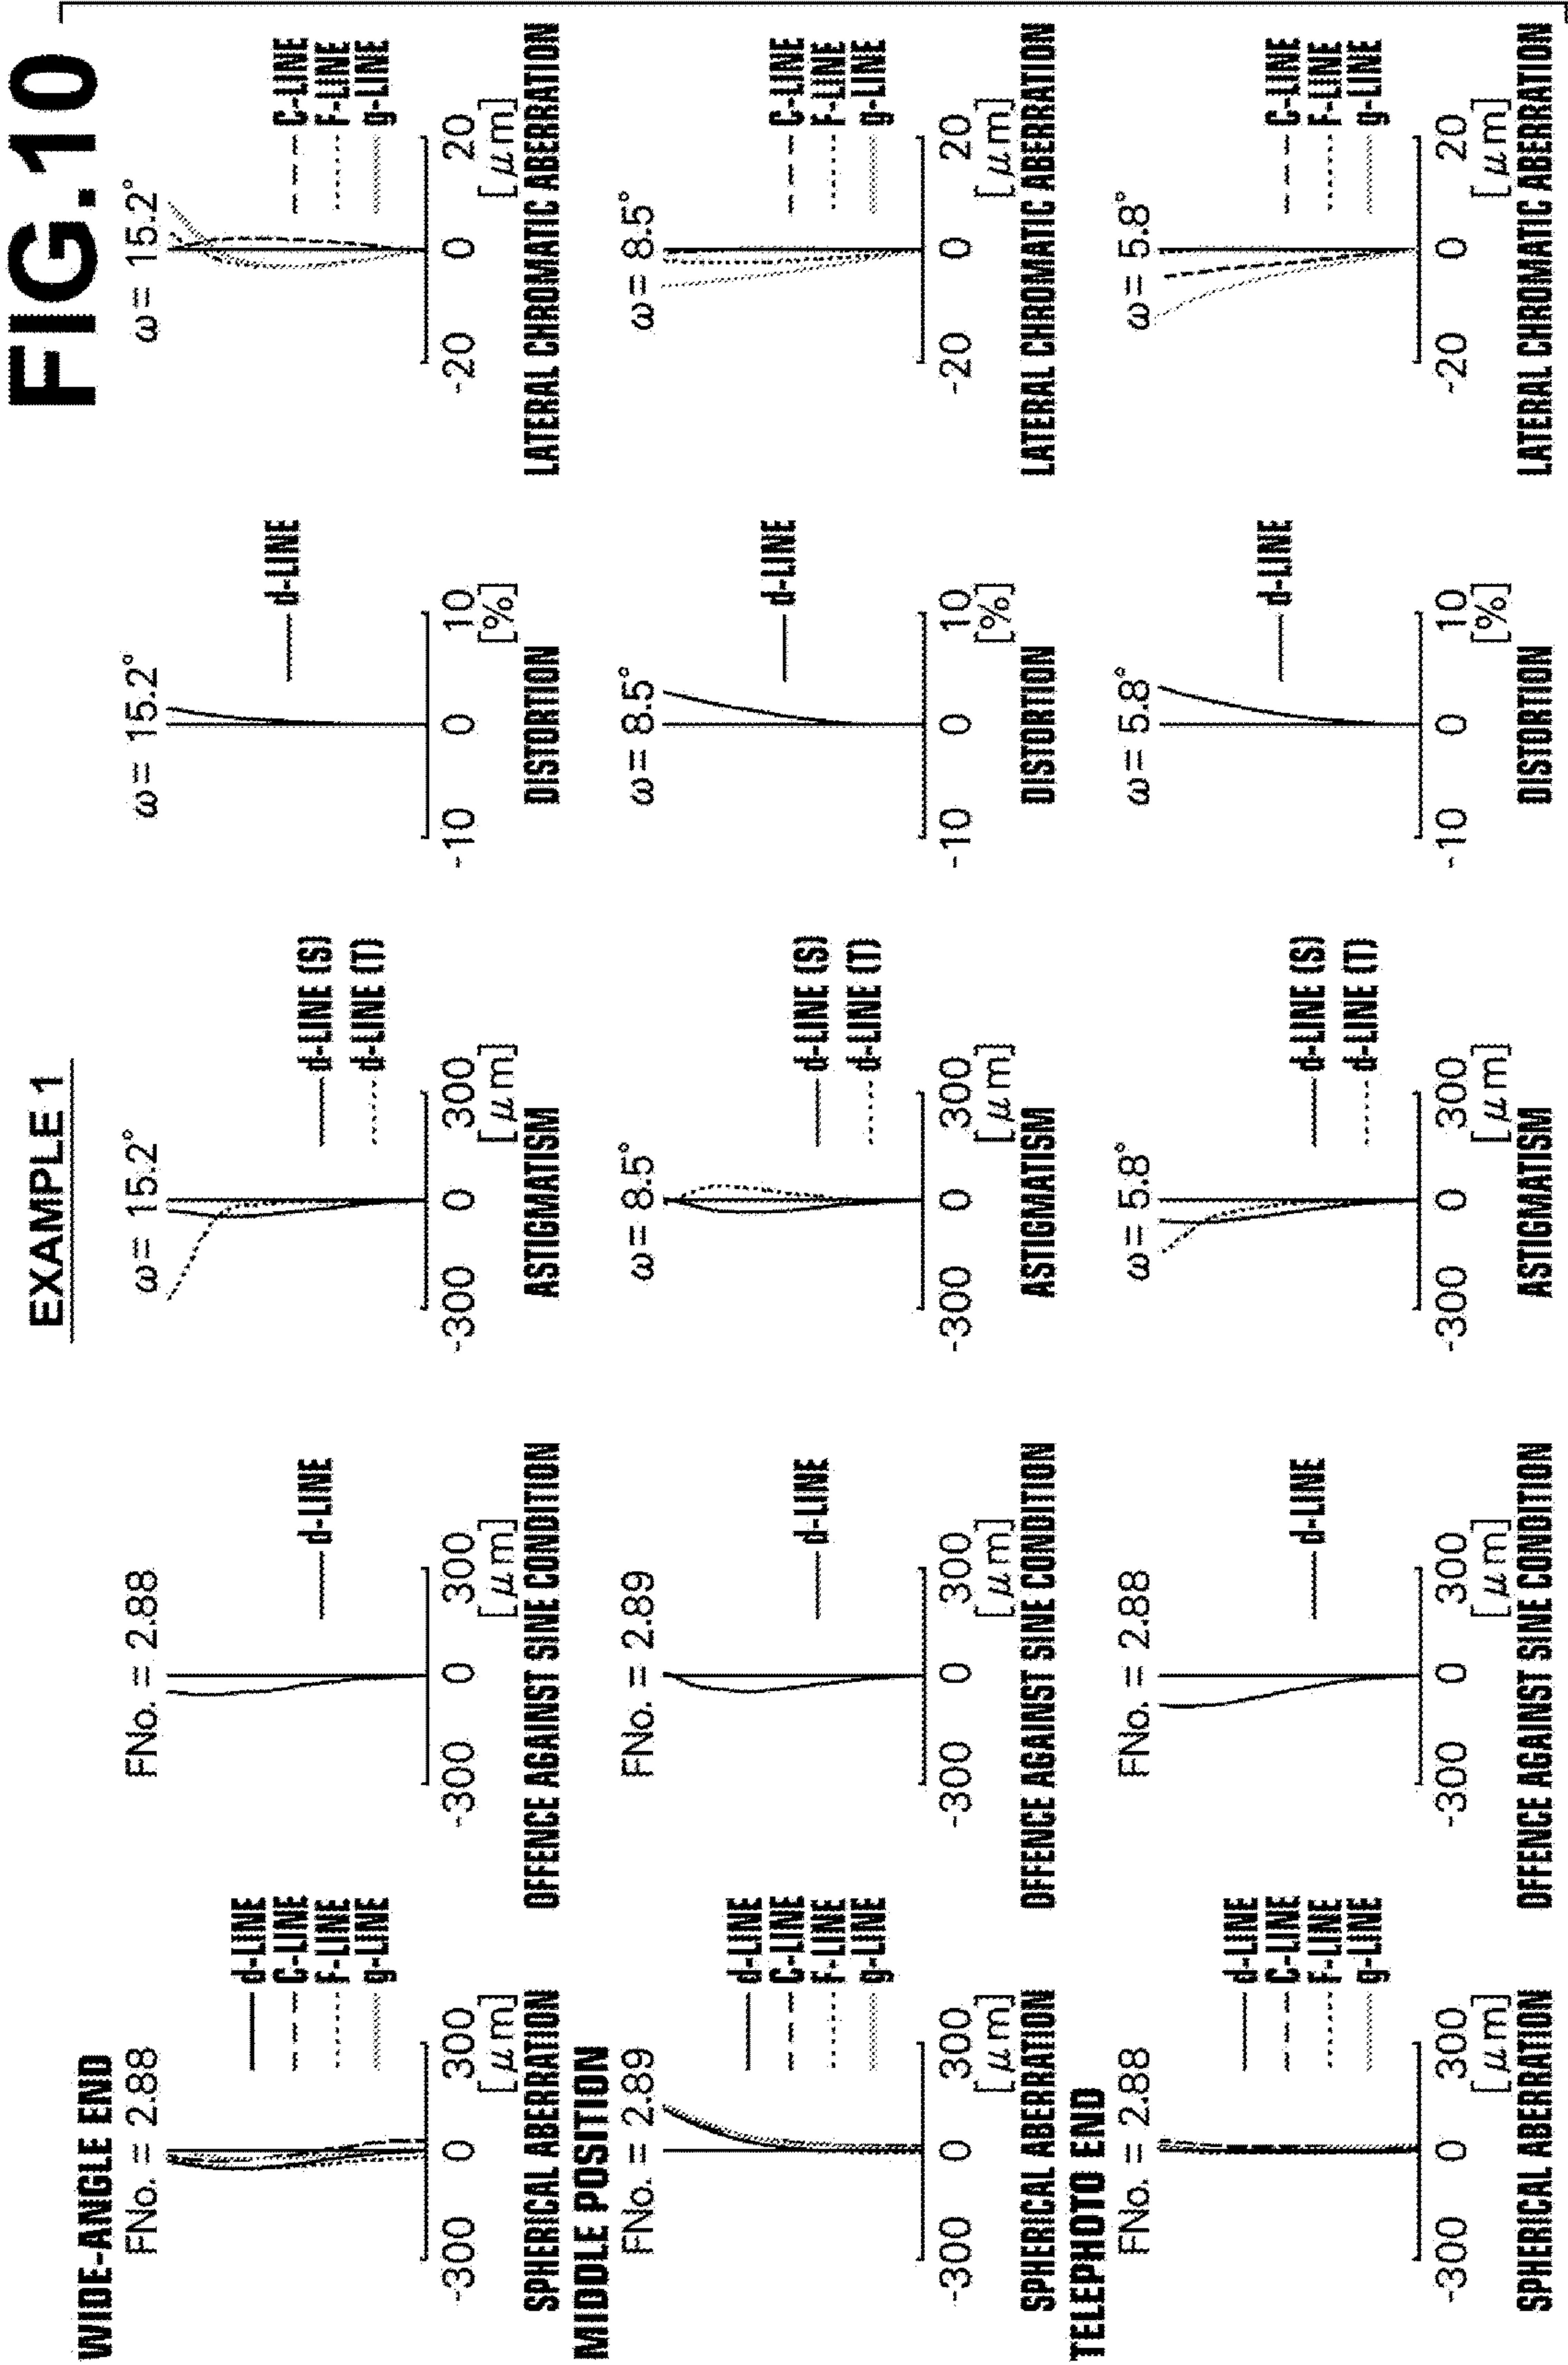 FIG.10
EXAMPLE 1
WIDE-ANGLE END
FNo. = 2.88
d-LINE
C-LINE
F-LINE
g-LINE
-300 0 300
[μm]
SPHERICAL ABERRATION
FNo. = 2.88
d-LINE
-300 0 300
[μm]
OFFENCE AGAINST SINE CONDITION
ω = 15.2°
d-LINE (S)
d-LINE (T)
-300 0 300
[μm]
ASTIGMATISM
ω = 15.2°
d-LINE
-10 0 10
[%]
DISTORTION
ω = 15.2°
C-LINE
F-LINE
g-LINE
-20 0 20
[μm]
LATERAL CHROMATIC ABERRATION
MIDDLE POSITION
FNo. = 2.89
d-LINE
C-LINE
F-LINE
g-LINE
-300 0 300
[μm]
SPHERICAL ABERRATION
FNo. = 2.89
d-LINE
-300 0 300
[μm]
OFFENCE AGAINST SINE CONDITION
ω = 8.5°
d-LINE (S)
d-LINE (T)
-300 0 300
[μm]
ASTIGMATISM
ω = 8.5°
d-LINE
-10 0 10
[%]
DISTORTION
ω = 8.5°
C-LINE
F-LINE
g-LINE
-20 0 20
[μm]
LATERAL CHROMATIC ABERRATION
TELEPHOTO END
FNo. = 2.88
d-LINE
C-LINE
F-LINE
g-LINE
-300 0 300
[μm]
SPHERICAL ABERRATION
FNo. = 2.88
d-LINE
-300 0 300
[μm]
OFFENCE AGAINST SINE CONDITION
ω = 5.8°
d-LINE (S)
d-LINE (T)
-300 0 300
[μm]
ASTIGMATISM
ω = 5.8°
d-LINE
-10 0 10
[%]
DISTORTION
ω = 5.8°
C-LINE
F-LINE
g-LINE
-20 0 20
[μm]
LATERAL CHROMATIC ABERRATION